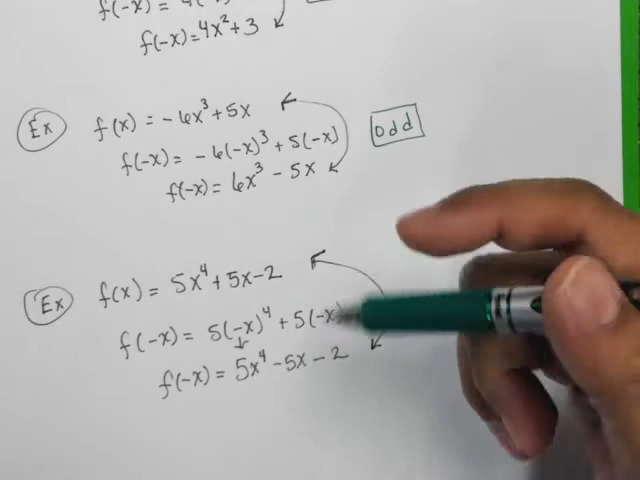 f(-x) =
f(-x)=4x²+3
Ex f(x) = -6x³+5x
f(-x) = -6(-x)³+5(-x)
f(-x) = 6x³ - 5x
odd
Ex f(x) = 5x⁴+5x-2
f(-x) = 5(-x)⁴+5(-x)
f(-x) = 5x⁴-5x-2